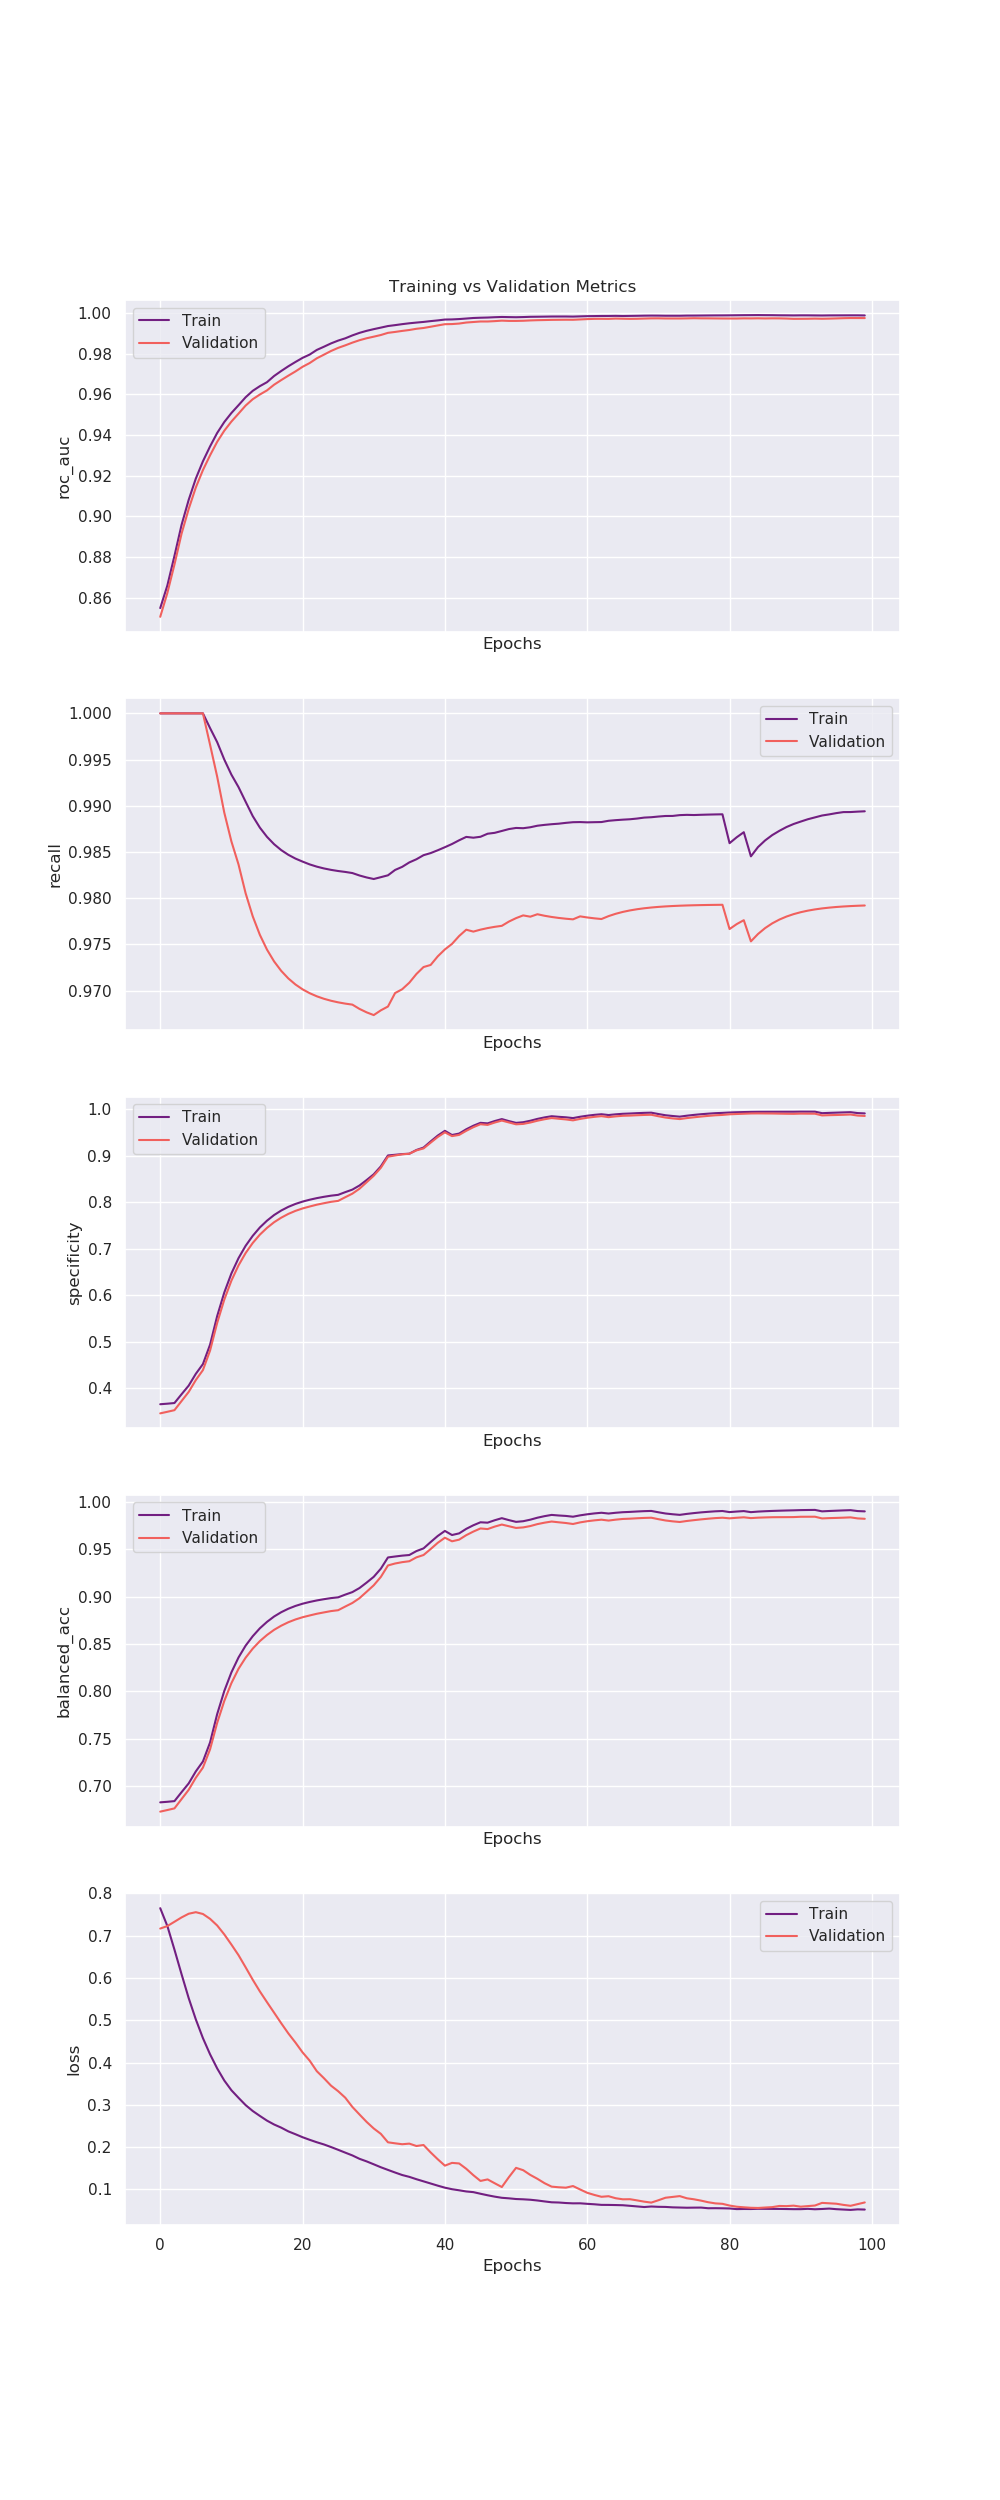 Training vs Validation Metrics
1.00
0.98
0.96
0.94
0.92
0.90
0.88
0.86
roc_auc
Train
Validation
Epochs
1.000
0.995
0.990
0.985
0.980
0.975
0.970
recall
Train
Validation
Epochs
1.0
0.9
0.8
0.7
0.6
0.5
0.4
specificity
Train
Validation
Epochs
1.00
0.95
0.90
0.85
0.80
0.75
0.70
balanced_acc
Train
Validation
Epochs
0.8
0.7
0.6
0.5
0.4
0.3
0.2
0.1
loss
Train
Validation
0 20 40 60 80 100
Epochs